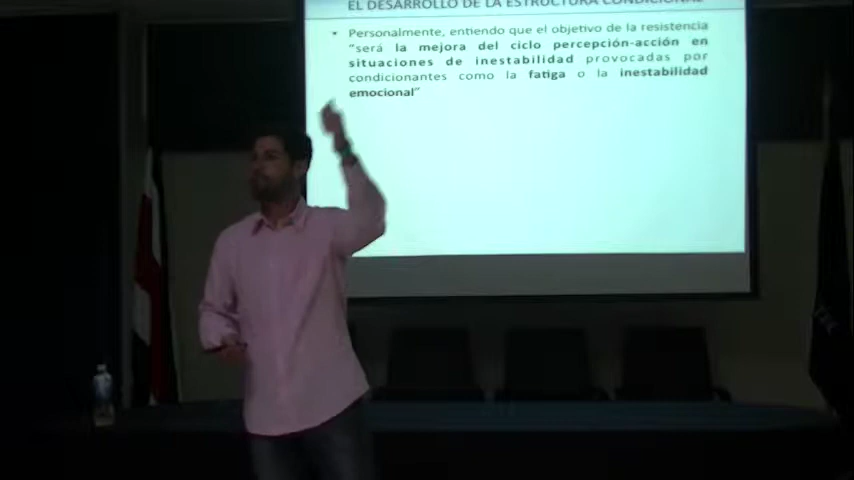 EL DESARROLLO DE LA ESTRUCTURA CONDICIONAL
• Personalmente, entiendo que el objetivo de la resistencia
"será la mejora del ciclo percepción-acción en
situaciones de inestabilidad provocadas por
condicionantes como la fatiga o la inestabilidad
emocional"